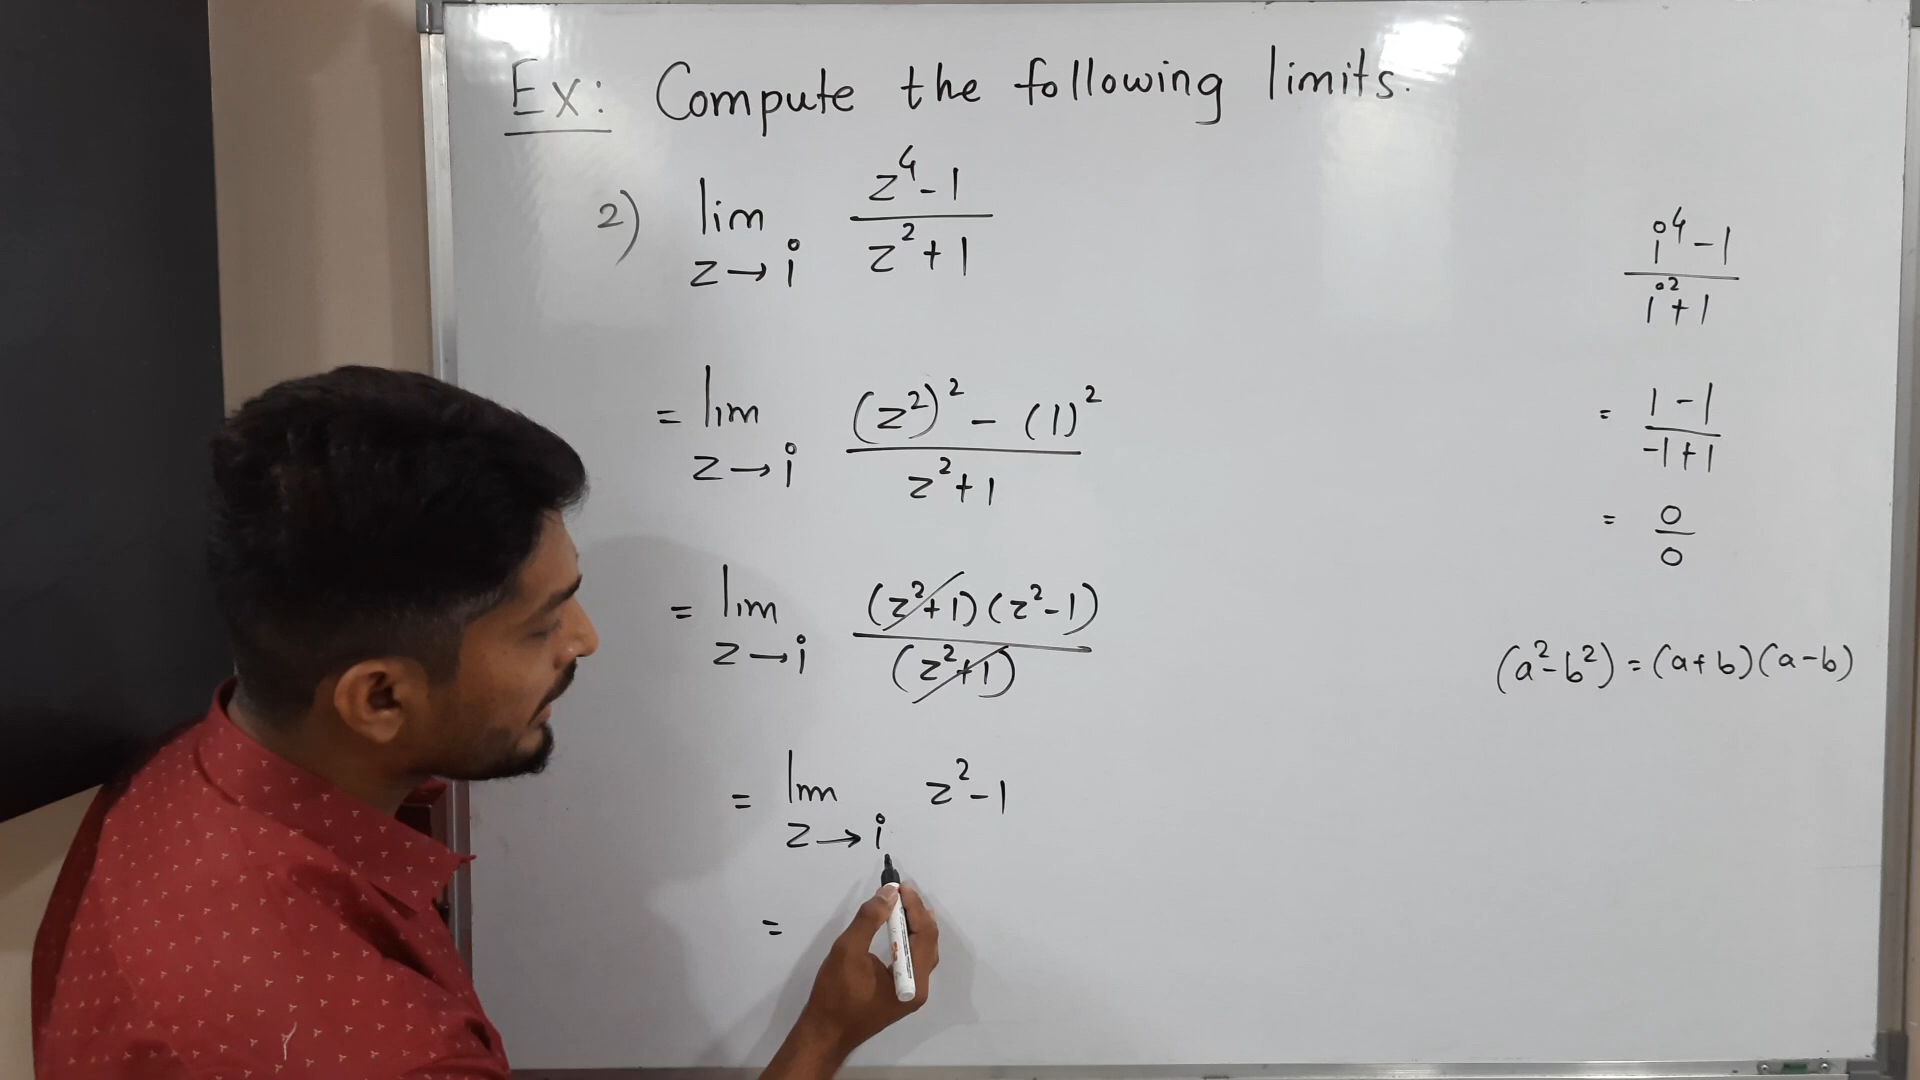 Ex: Compute the following limits.
2) lim z→i (z⁴-1)/(z²+1)
= lim z→i ((z²)² - (1)²)/(z²+1)
= lim z→i (z²+1)(z²-1)/(z²+1)
= lim z→i z²-1
=
(i⁴-1)/(i²+1)
= (1-1)/(-1+1)
= 0/0
(a²-b²) = (a+b)(a-b)